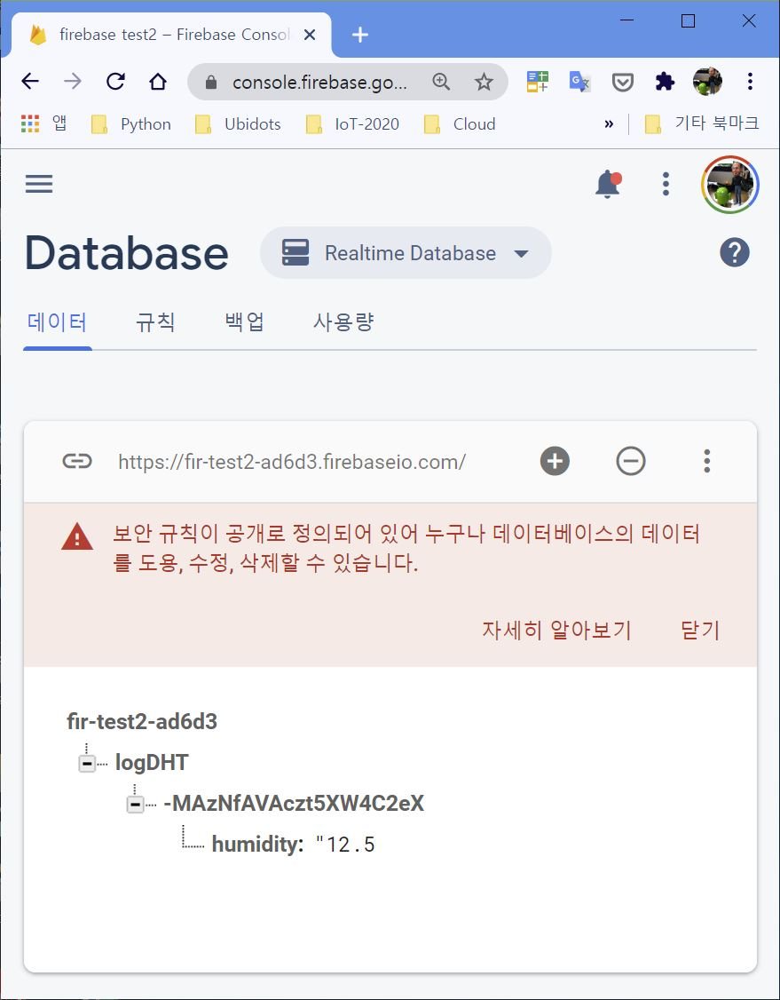 firebase test2 – Firebase Consol
console.firebase.go...
앱 Python Ubidots IoT-2020 Cloud » 기타 북마크
Database Realtime Database
데이터 규칙 백업 사용량
https://fir-test2-ad6d3.firebaseio.com/
보안 규칙이 공개로 정의되어 있어 누구나 데이터베이스의 데이터
를 도용, 수정, 삭제할 수 있습니다.
자세히 알아보기 닫기
fir-test2-ad6d3
logDHT
-MAzNfAVAczt5XW4C2eX
humidity: "12.5